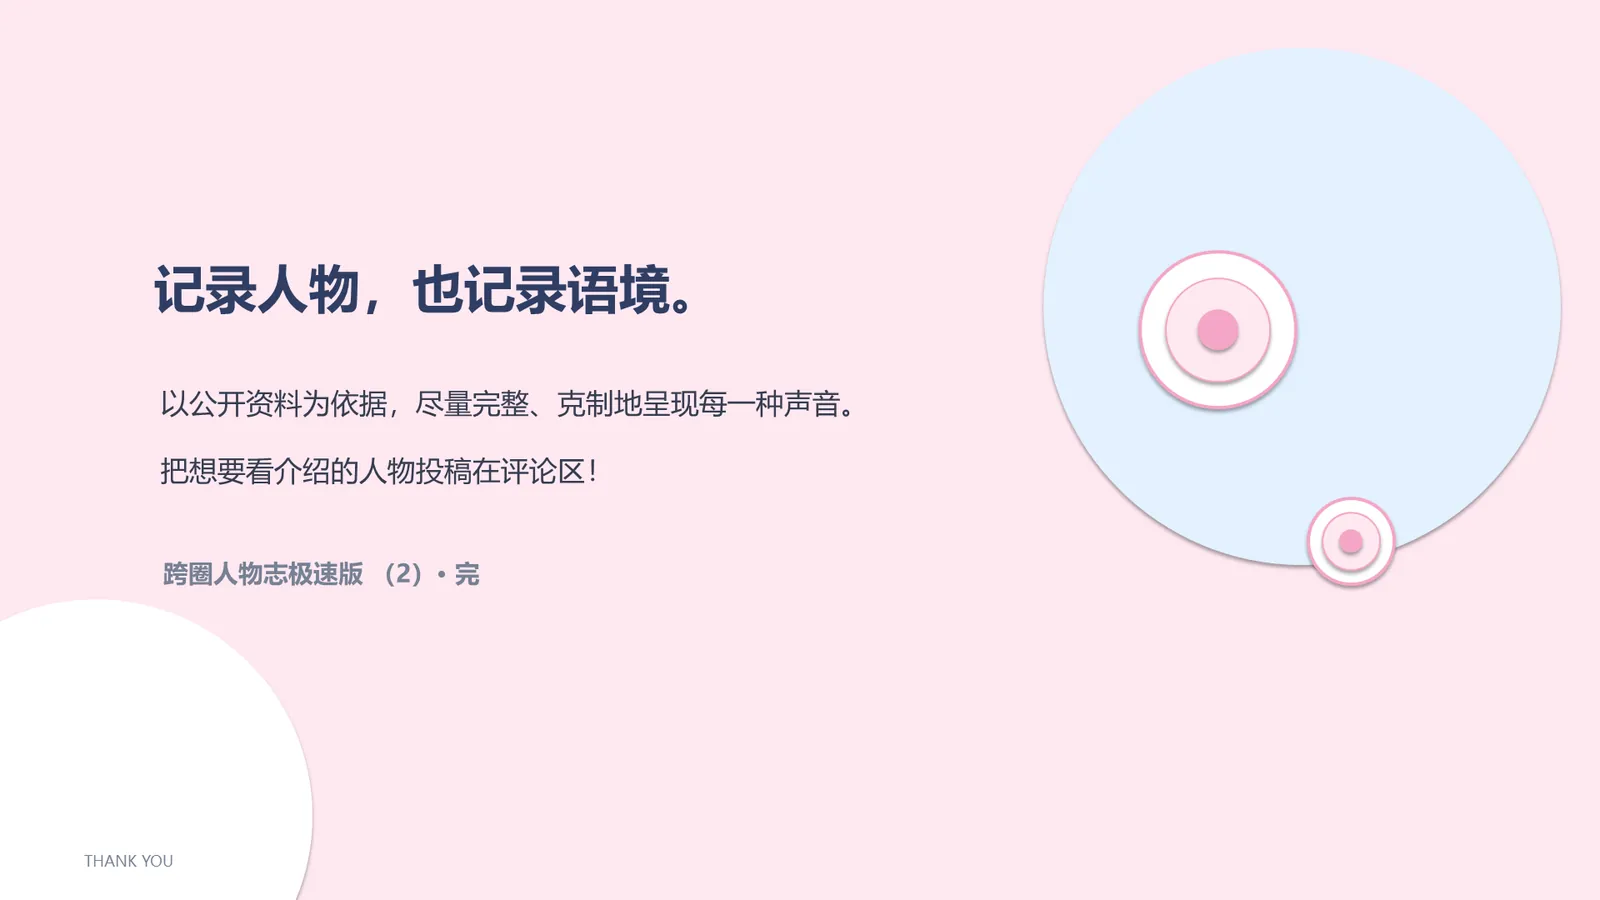 记录人物，也记录语境。
以公开资料为依据，尽量完整、克制地呈现每一种声音。
把想要看介绍的人物投稿在评论区！
跨圈人物志极速版 （2）· 完
THANK YOU